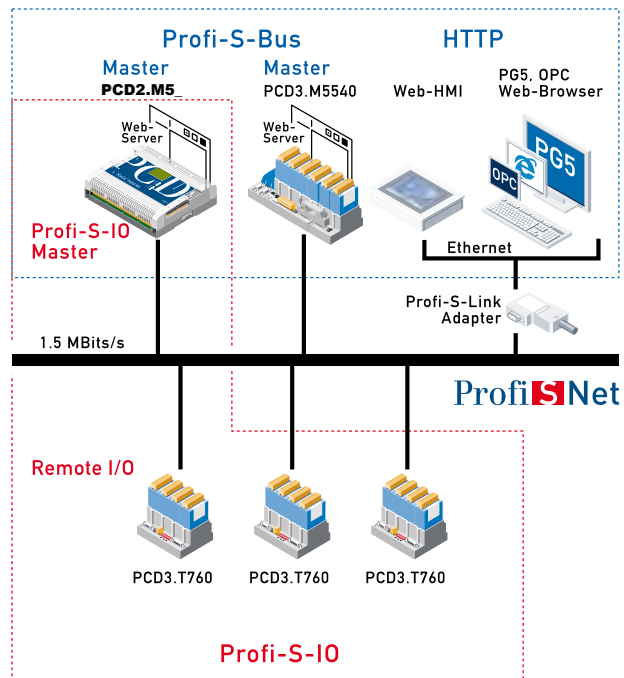 Profi-S-Bus
HTTP
Master
PCD2.M5_
Master
PCD3.M5540
Web-HMI
PG5, OPC
Web-Browser
Web-
Server
Web-
Server
PCD
PG5
OPC
Profi-S-IO
Master
Ethernet
Profi-S-Link
Adapter
1.5 MBits/s
Profi S Net
Remote I/O
PCD3.T760
PCD3.T760
PCD3.T760
Profi-S-IO